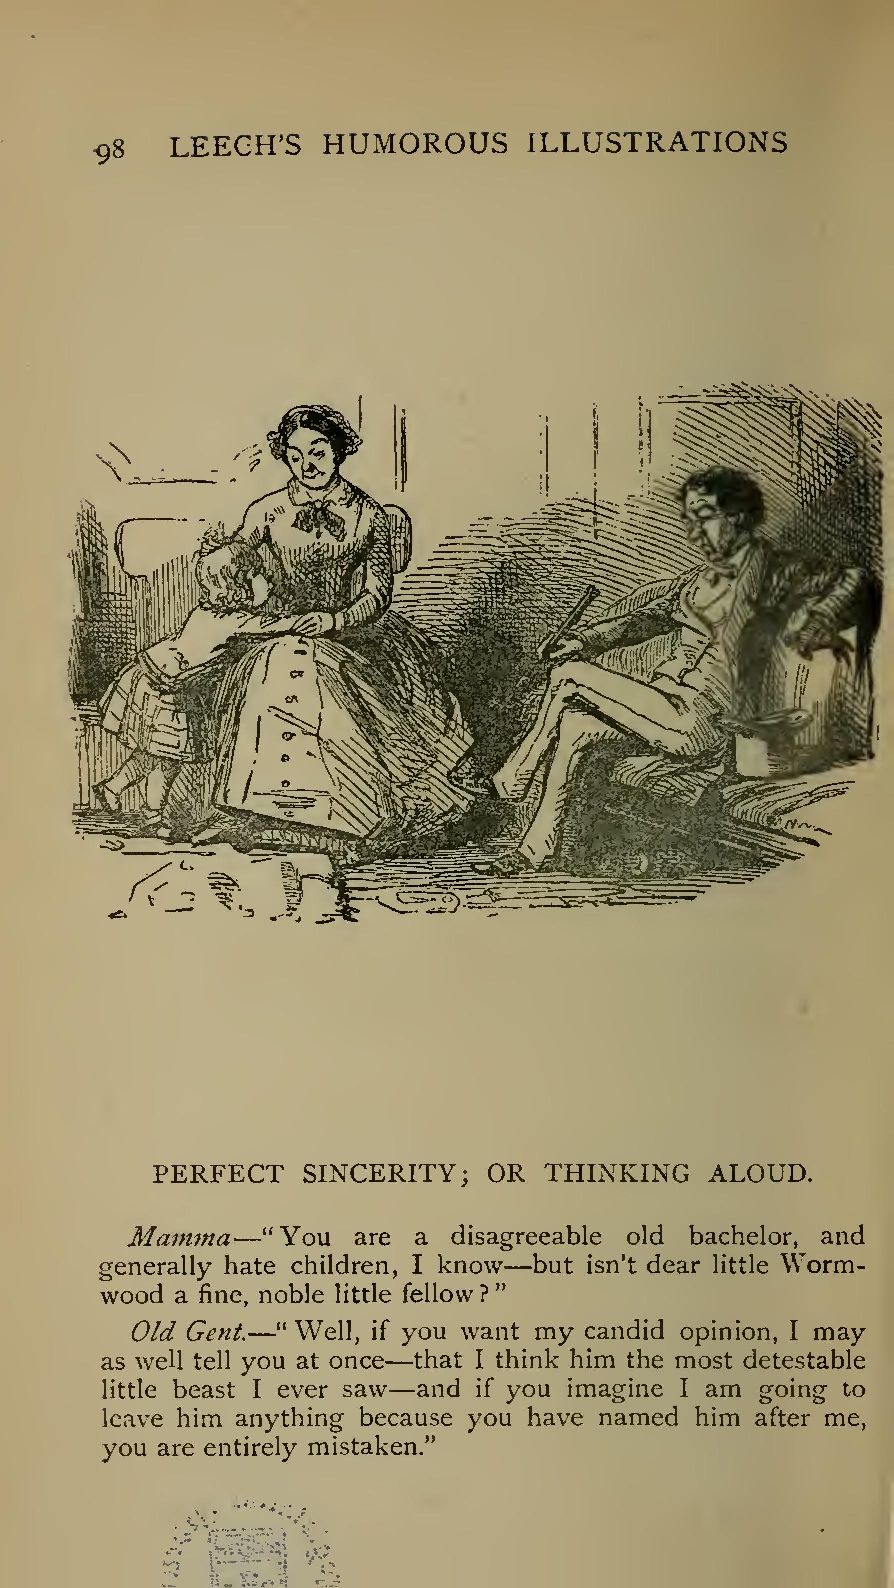 98 LEECH'S HUMOROUS ILLUSTRATIONS
PERFECT SINCERITY; OR THINKING ALOUD.
Mamma—"You are a disagreeable old bachelor, and
generally hate children, I know—but isn't dear little Worm-
wood a fine, noble little fellow?"
Old Gent.—"Well, if you want my candid opinion, I may
as well tell you at once—that I think him the most detestable
little beast I ever saw—and if you imagine I am going to
leave him anything because you have named him after me,
you are entirely mistaken."